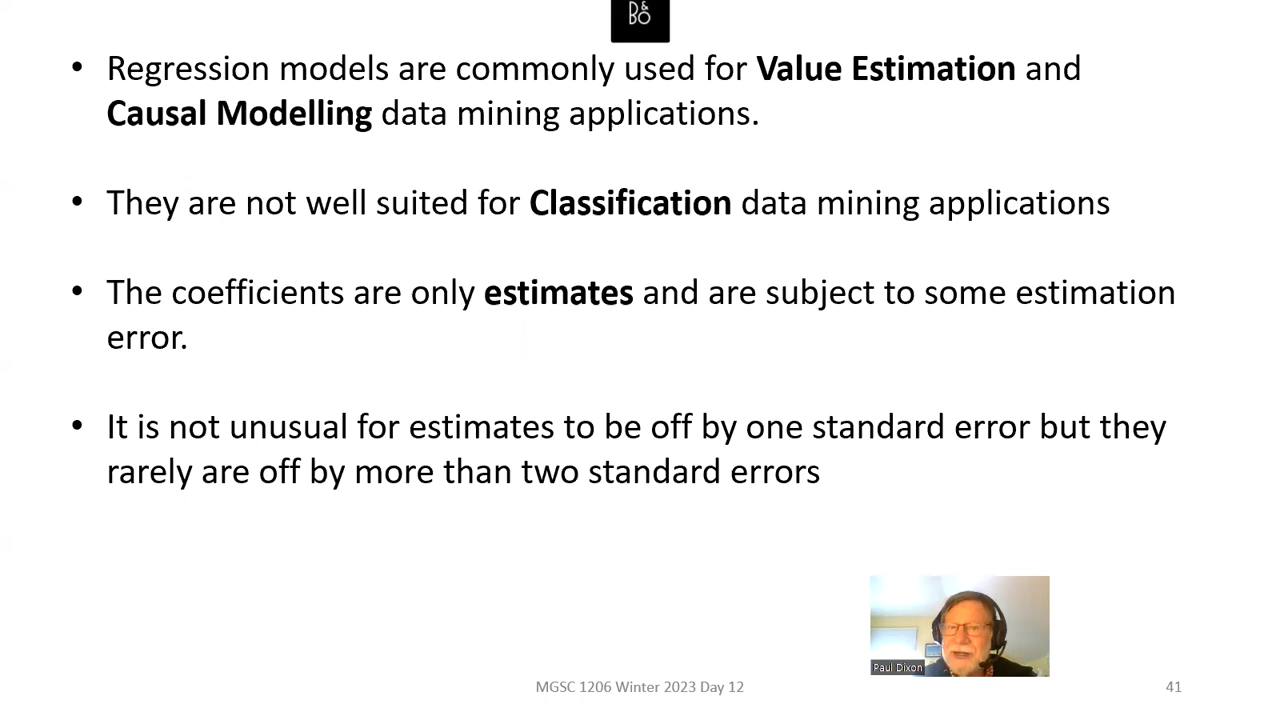 B&
BO
• Regression models are commonly used for Value Estimation and
Causal Modelling data mining applications.
• They are not well suited for Classification data mining applications
• The coefficients are only estimates and are subject to some estimation
error.
• It is not unusual for estimates to be off by one standard error but they
rarely are off by more than two standard errors
Paul Dixon
MGSC 1206 Winter 2023 Day 12
41